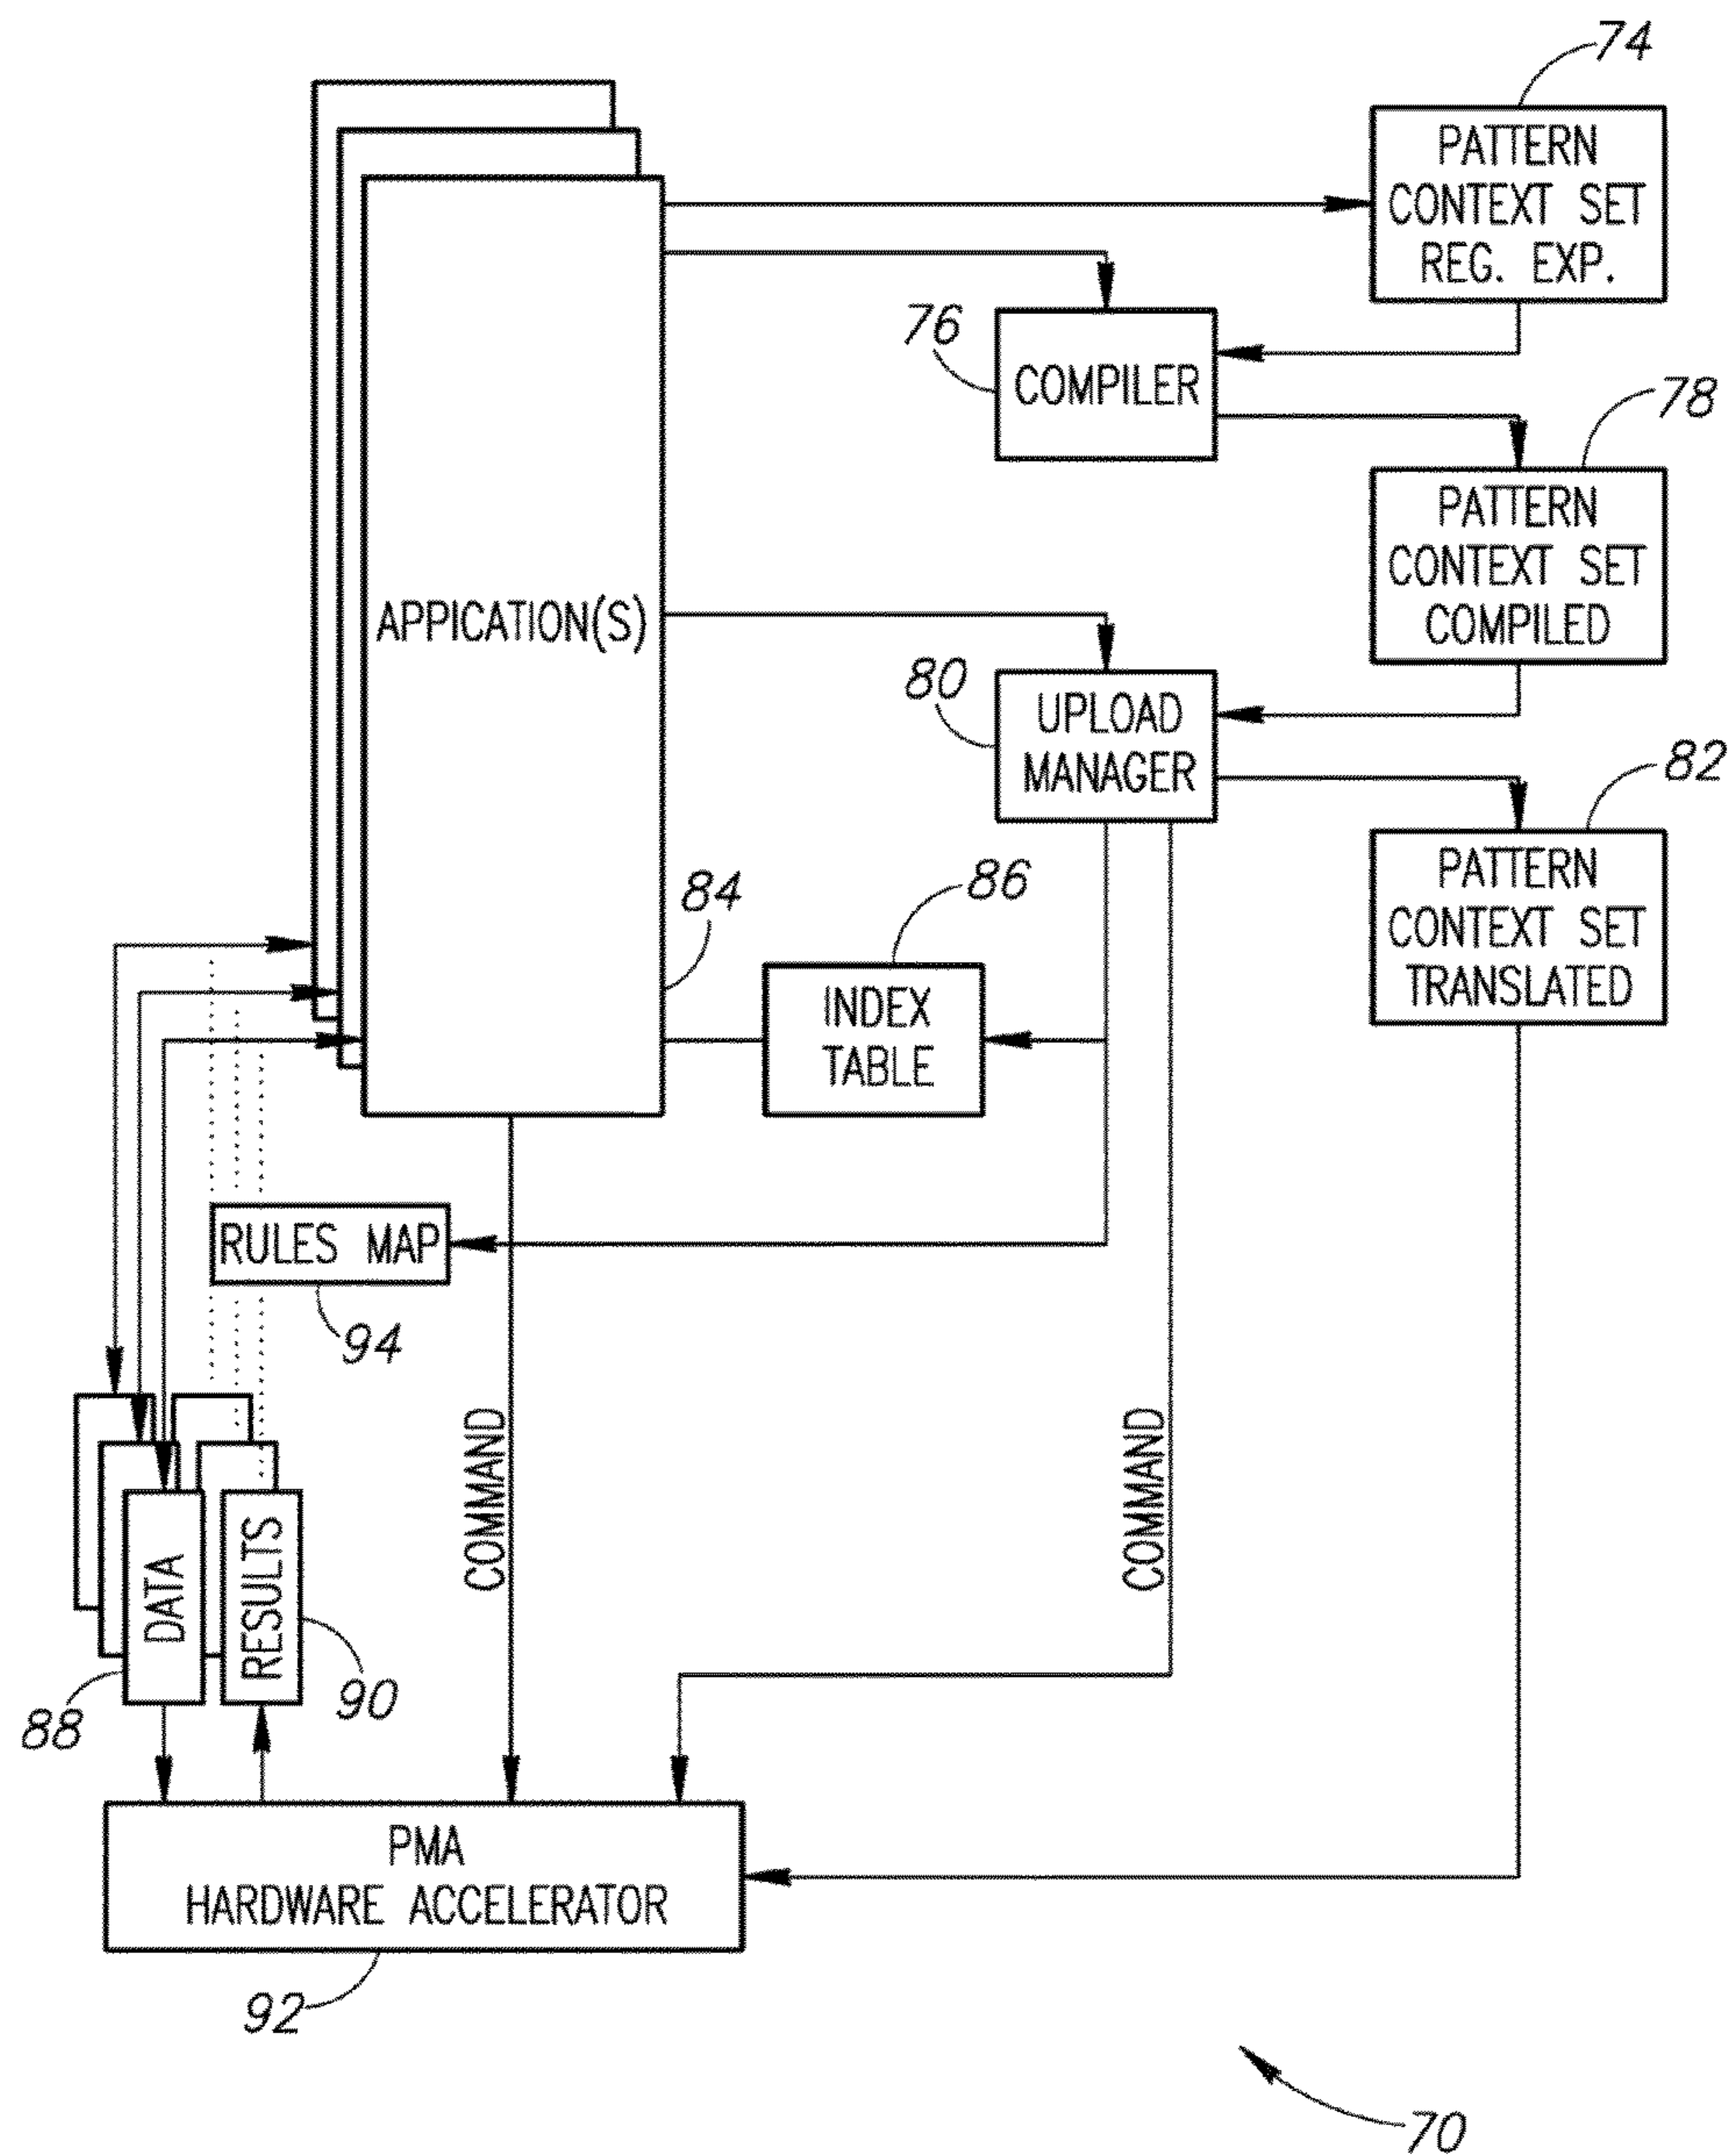 74
PATTERN
CONTEXT SET
REG. EXP.
76
COMPILER
78
PATTERN
CONTEXT SET
COMPILED
APPICATION(S)
80
UPLOAD
MANAGER
82
PATTERN
CONTEXT SET
TRANSLATED
84
86
INDEX
TABLE
RULES MAP
94
COMMAND
COMMAND
DATA
RESULTS
88
90
PMA
HARDWARE ACCELERATOR
92
70